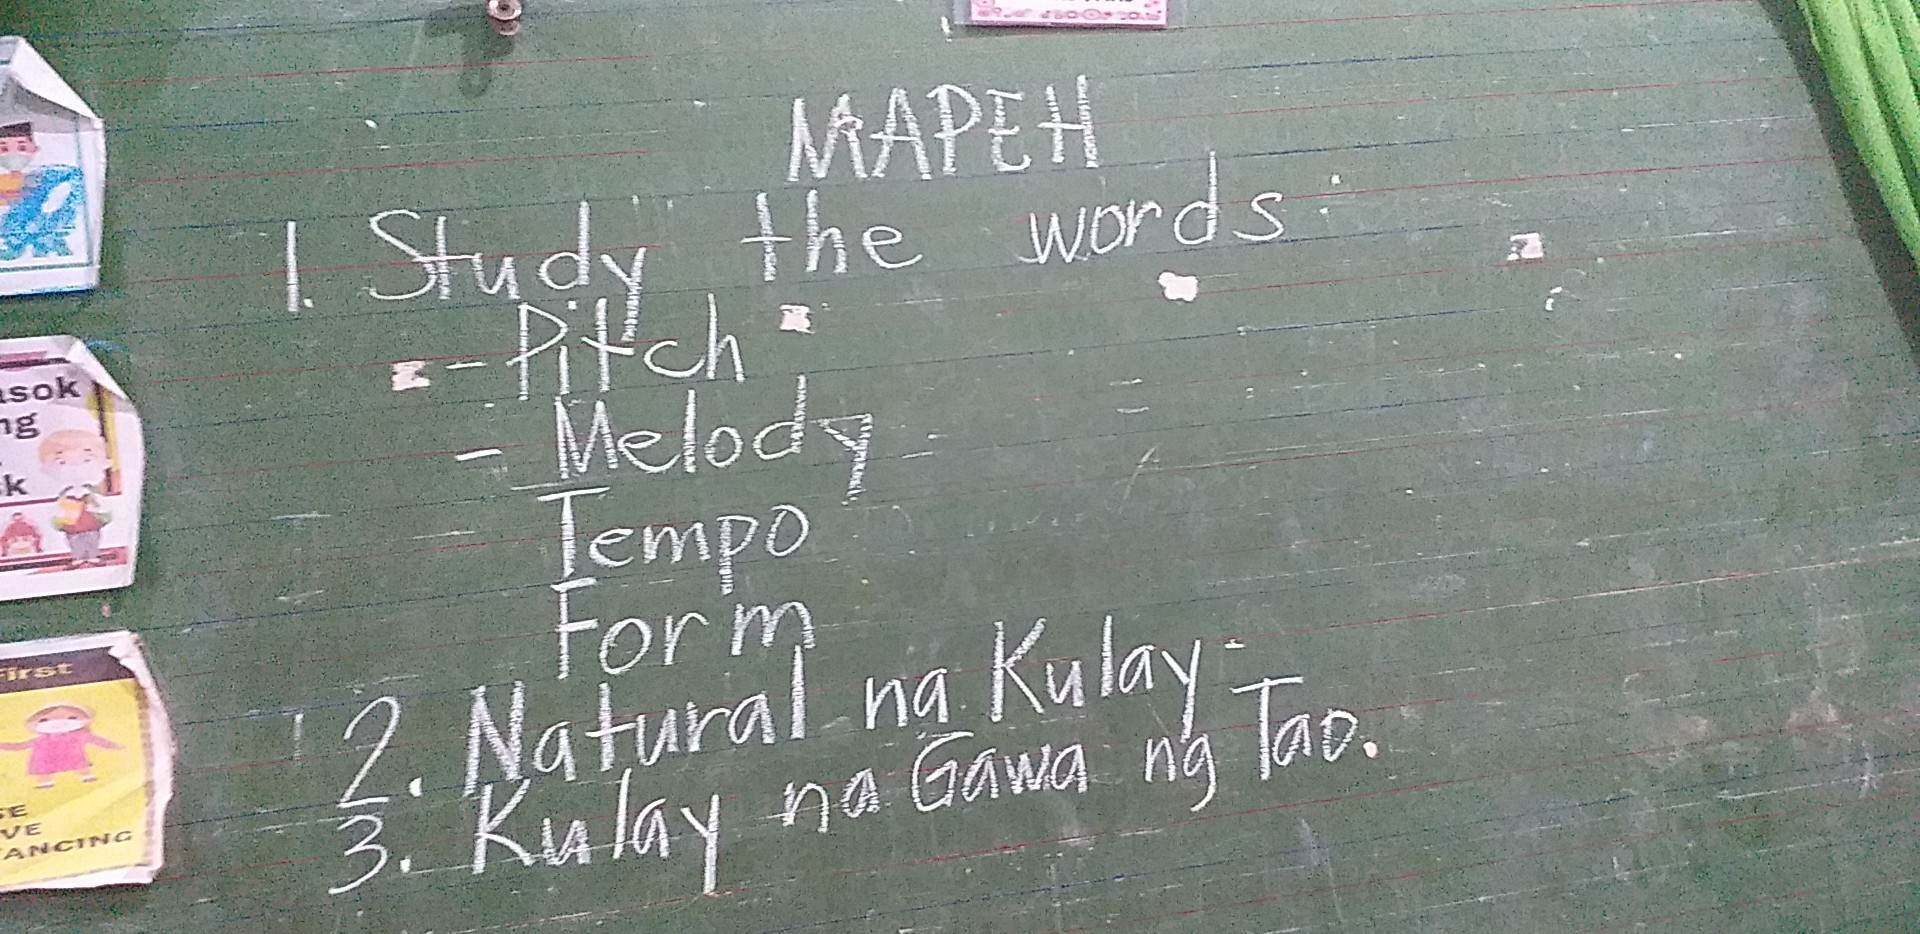 MAPEH
1. Study the words
- Pitch
- Melody
Tempo
Form
2. Natural na Kulay
3. Kulay na Gawa ng Tao.
asok
ng
k
First
SE
VE
ANCING